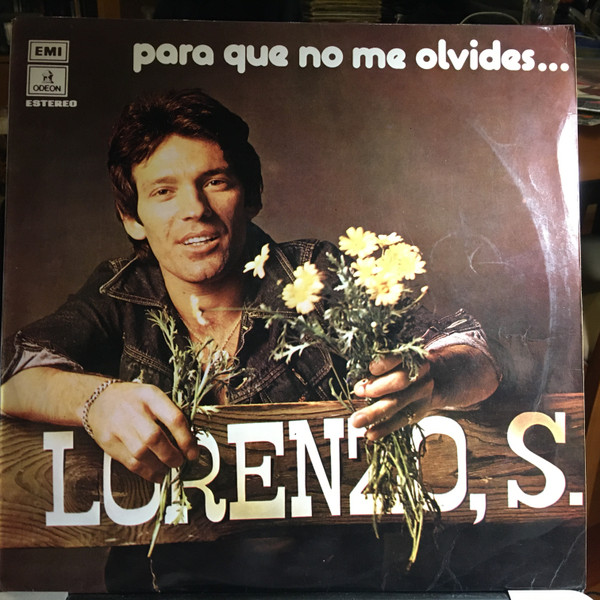 EMI
ODEON
ESTEREO
para que no me olvides...
LORENZO, S.